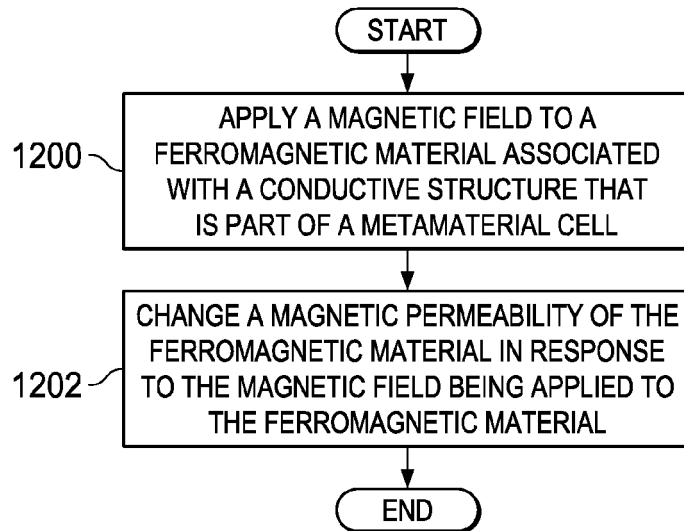 START
1200
APPLY A MAGNETIC FIELD TO A
FERROMAGNETIC MATERIAL ASSOCIATED
WITH A CONDUCTIVE STRUCTURE THAT
IS PART OF A METAMATERIAL CELL
1202
CHANGE A MAGNETIC PERMEABILITY OF THE
FERROMAGNETIC MATERIAL IN RESPONSE
TO THE MAGNETIC FIELD BEING APPLIED TO
THE FERROMAGNETIC MATERIAL
END